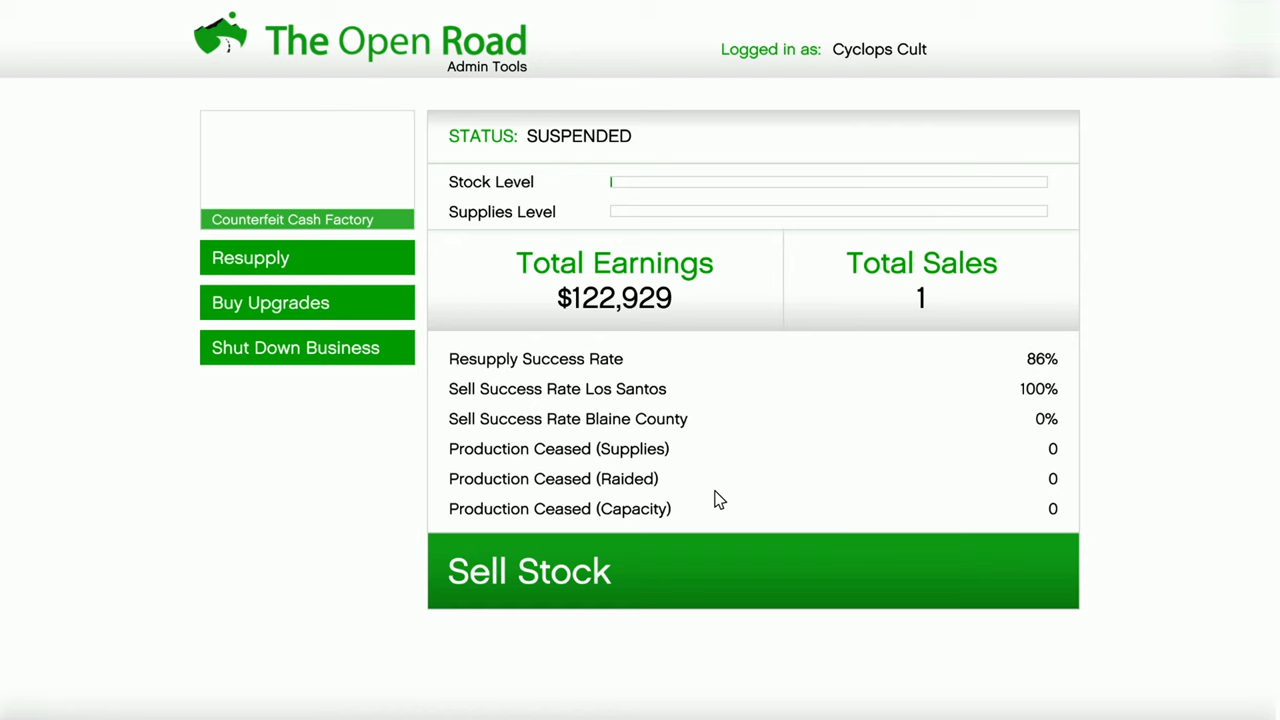 The Open Road
Admin Tools
Logged in as: Cyclops Cult
Counterfeit Cash Factory
Resupply
Buy Upgrades
Shut Down Business
STATUS: SUSPENDED
Stock Level
Supplies Level
Total Earnings
$122,929
Total Sales
1
Resupply Success Rate 86%
Sell Success Rate Los Santos 100%
Sell Success Rate Blaine County 0%
Production Ceased (Supplies) 0
Production Ceased (Raided) 0
Production Ceased (Capacity) 0
Sell Stock